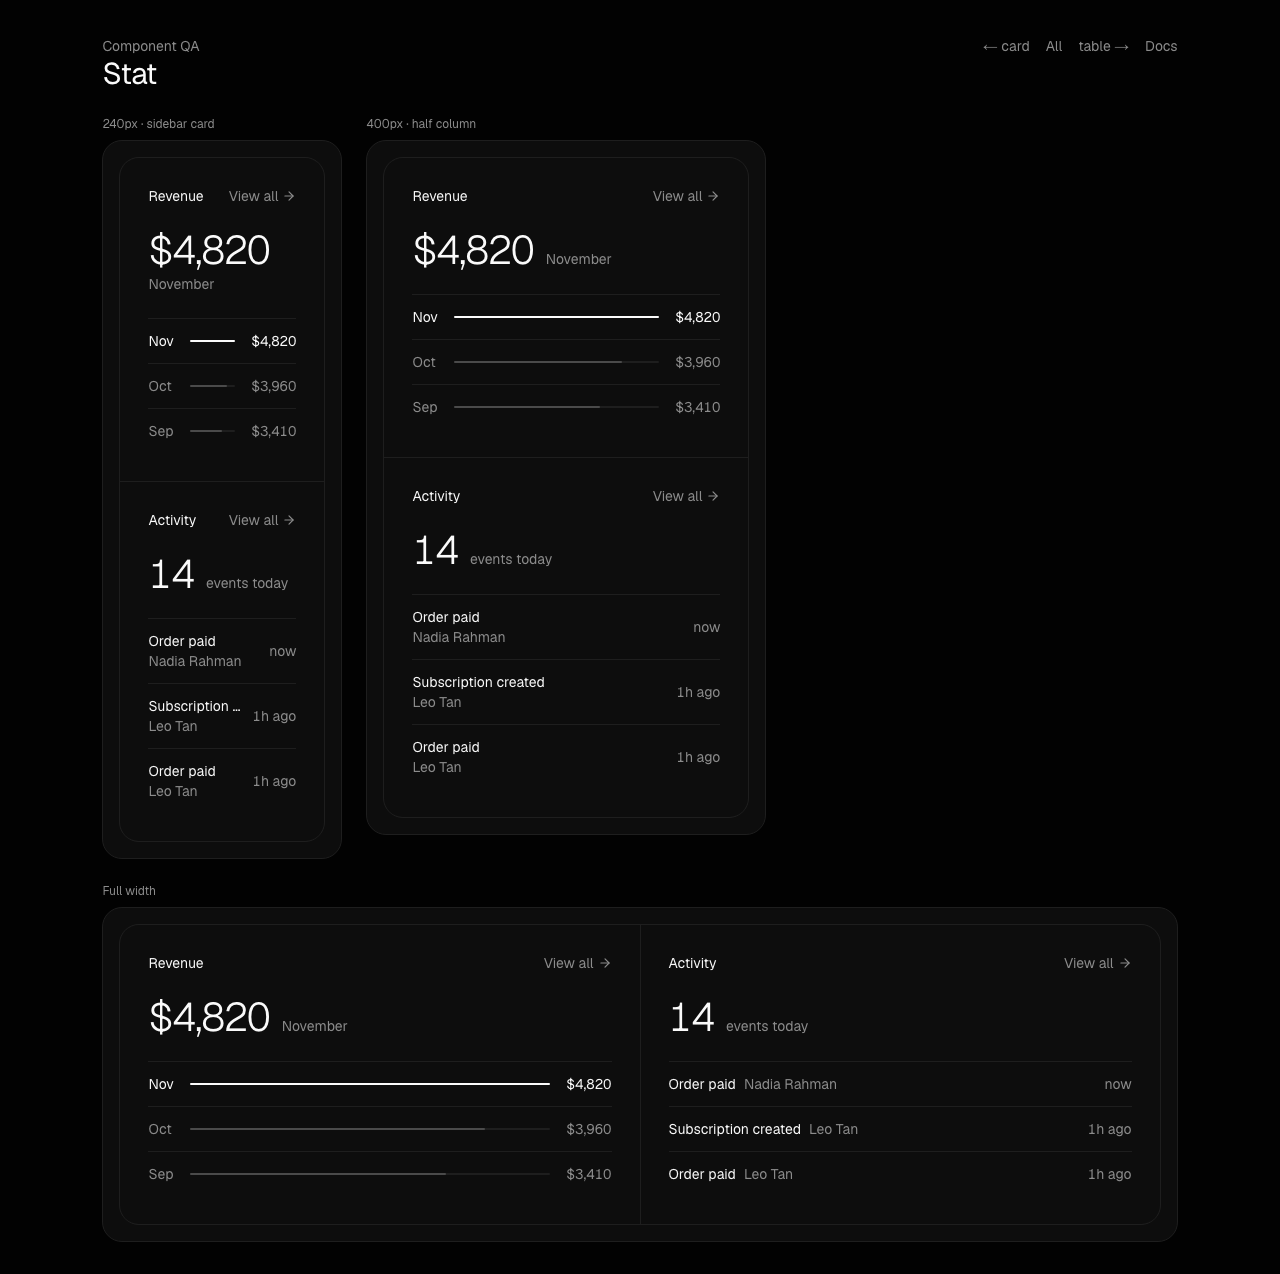 Component QA
← card All table → Docs
Stat
240px · sidebar card
Revenue View all →
$4,820
November
Nov $4,820
Oct $3,960
Sep $3,410
Activity View all →
14 events today
Order paid
Nadia Rahman
now
Subscription ...
Leo Tan
1h ago
Order paid
Leo Tan
1h ago
400px · half column
Revenue View all →
$4,820 November
Nov $4,820
Oct $3,960
Sep $3,410
Activity View all →
14 events today
Order paid
Nadia Rahman
now
Subscription created
Leo Tan
1h ago
Order paid
Leo Tan
1h ago
Full width
Revenue View all →
$4,820 November
Nov $4,820
Oct $3,960
Sep $3,410
Activity View all →
14 events today
Order paid Nadia Rahman now
Subscription created Leo Tan 1h ago
Order paid Leo Tan 1h ago